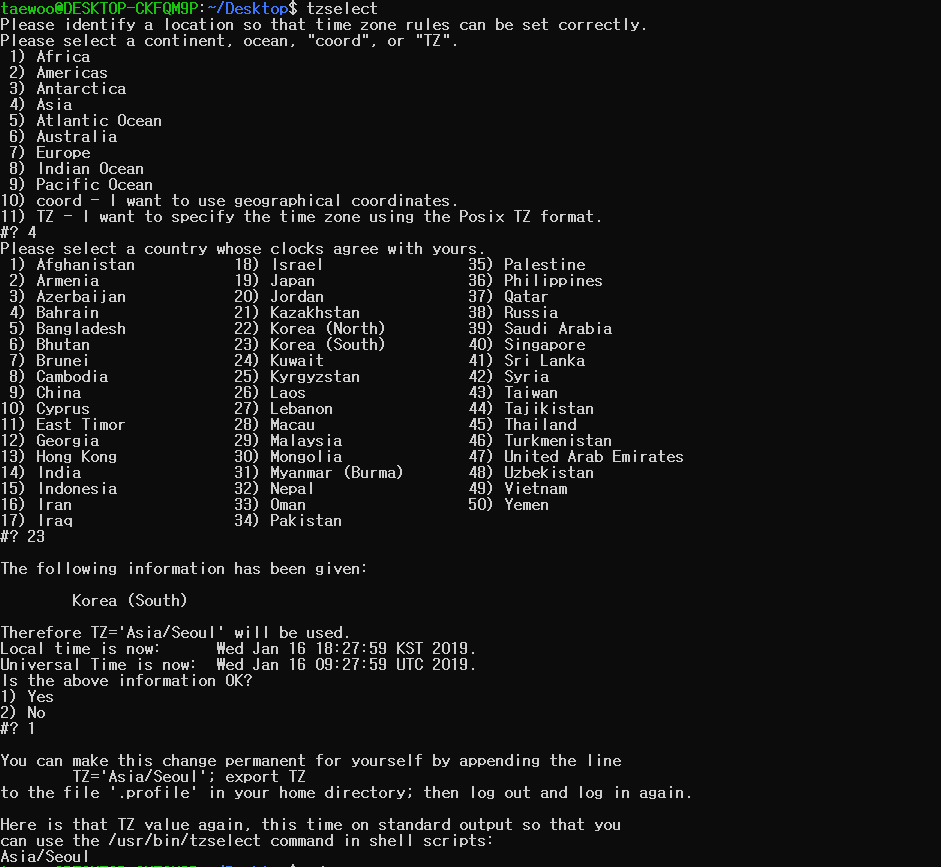 taewoo@DESKTOP-CKFQM9P:~/Desktop$ tzselect
Please identify a location so that time zone rules can be set correctly.
Please select a continent, ocean, "coord", or "TZ".
 1) Africa
 2) Americas
 3) Antarctica
 4) Asia
 5) Atlantic Ocean
 6) Australia
 7) Europe
 8) Indian Ocean
 9) Pacific Ocean
10) coord - I want to use geographical coordinates.
11) TZ - I want to specify the time zone using the Posix TZ format.
#? 4
Please select a country whose clocks agree with yours.
 1) Afghanistan           18) Israel                35) Palestine
 2) Armenia               19) Japan                 36) Philippines
 3) Azerbaijan            20) Jordan                37) Qatar
 4) Bahrain               21) Kazakhstan            38) Russia
 5) Bangladesh            22) Korea (North)         39) Saudi Arabia
 6) Bhutan                23) Korea (South)         40) Singapore
 7) Brunei                24) Kuwait                41) Sri Lanka
 8) Cambodia              25) Kyrgyzstan            42) Syria
 9) China                 26) Laos                  43) Taiwan
10) Cyprus                27) Lebanon               44) Tajikistan
11) East Timor            28) Macau                 45) Thailand
12) Georgia               29) Malaysia              46) Turkmenistan
13) Hong Kong             30) Mongolia              47) United Arab Emirates
14) India                 31) Myanmar (Burma)       48) Uzbekistan
15) Indonesia             32) Nepal                 49) Vietnam
16) Iran                  33) Oman                  50) Yemen
17) Iraq                  34) Pakistan
#? 23
The following information has been given:
        Korea (South)
Therefore TZ='Asia/Seoul' will be used.
Local time is now:      Wed Jan 16 18:27:59 KST 2019.
Universal Time is now:  Wed Jan 16 09:27:59 UTC 2019.
Is the above information OK?
1) Yes
2) No
#? 1
You can make this change permanent for yourself by appending the line
        TZ='Asia/Seoul'; export TZ
to the file '.profile' in your home directory; then log out and log in again.
Here is that TZ value again, this time on standard output so that you
can use the /usr/bin/tzselect command in shell scripts:
Asia/Seoul